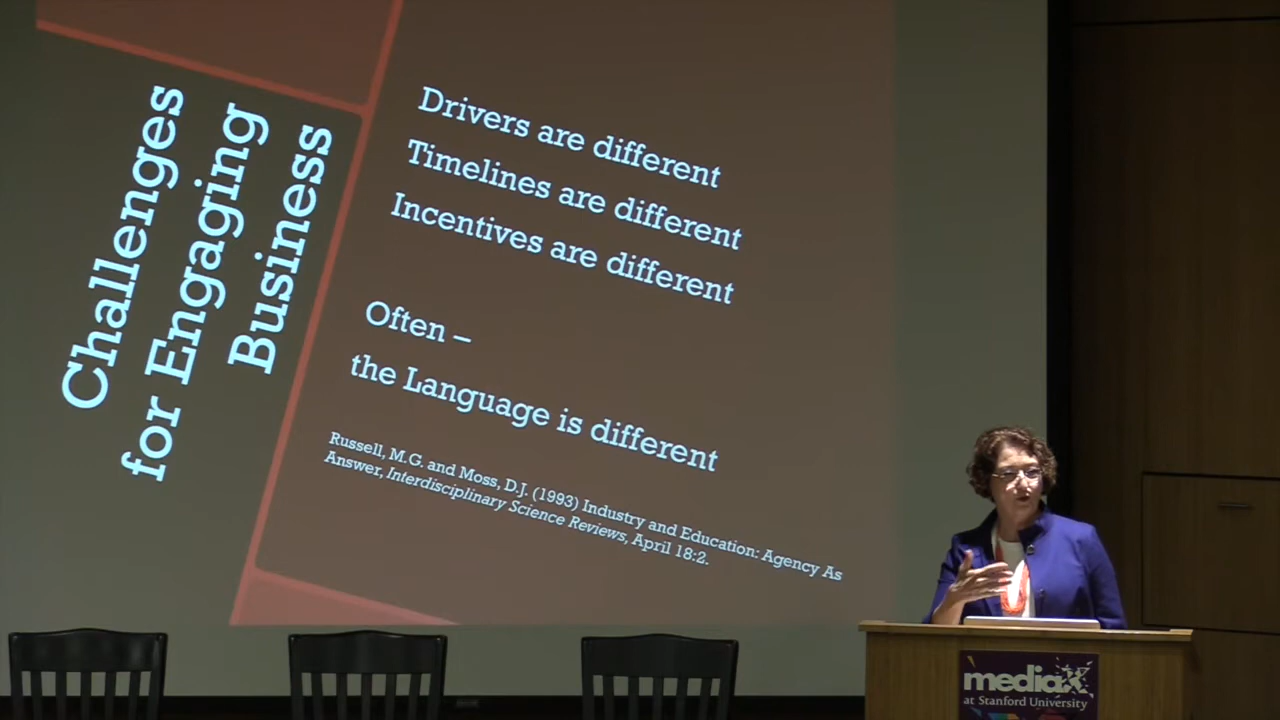 Challenges
for Engaging
Business
Drivers are different
Timelines are different
Incentives are different
Often –
the Language is different
Russell, M.G. and Moss, D.J. (1993) Industry and Education: Agency As
Answer, Interdisciplinary Science Reviews, April 18:2.
mediaX
at Stanford University